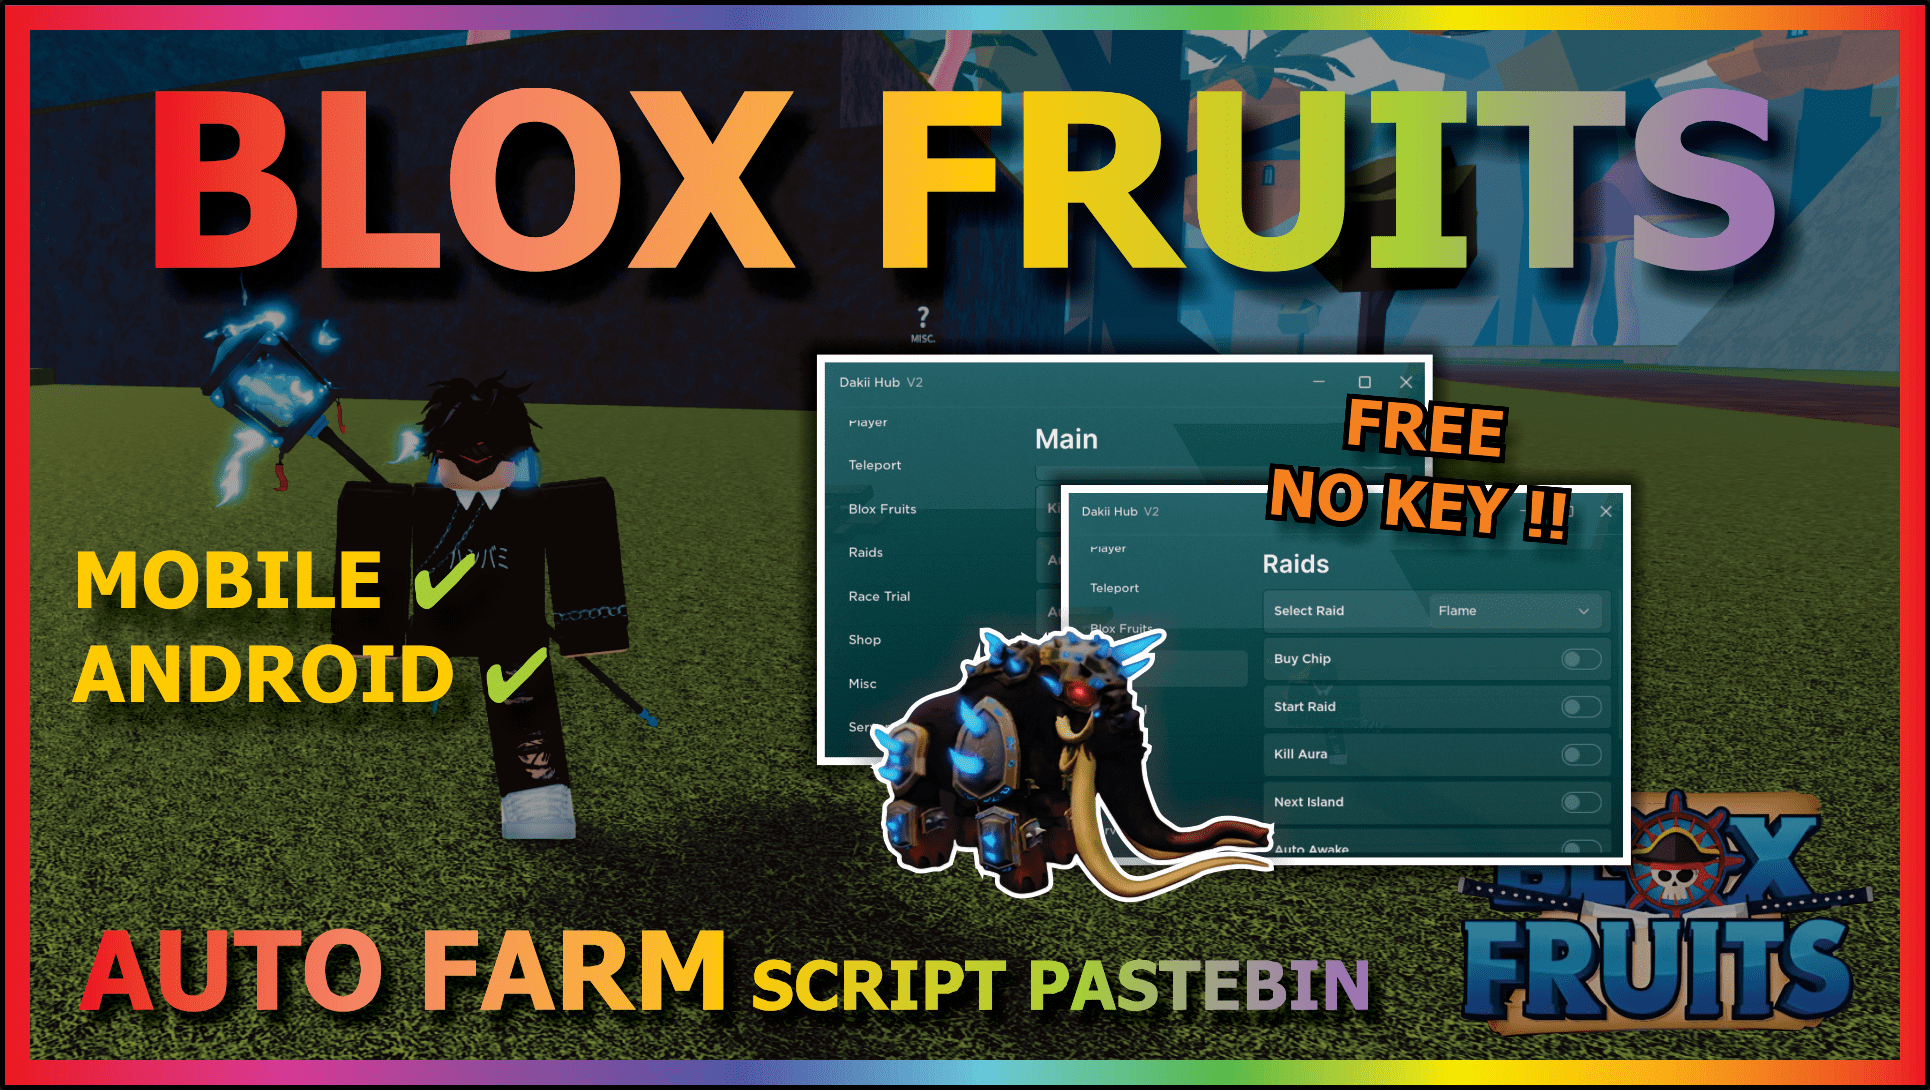 BLOX FRUITS
?
MISC.
Dakii Hub V2
Player
Teleport
Blox Fruits
Raids
Race Trial
Shop
Misc
Main
FREE
NO KEY !!
Dakii Hub V2
Player
Teleport
Blox Fruits
Raids
Select Raid
Flame
Buy Chip
Start Raid
Kill Aura
Next Island
Auto Awake
MOBILE ✓
ANDROID ✓
AUTO FARM SCRIPT PASTEBIN
BLOX
FRUITS